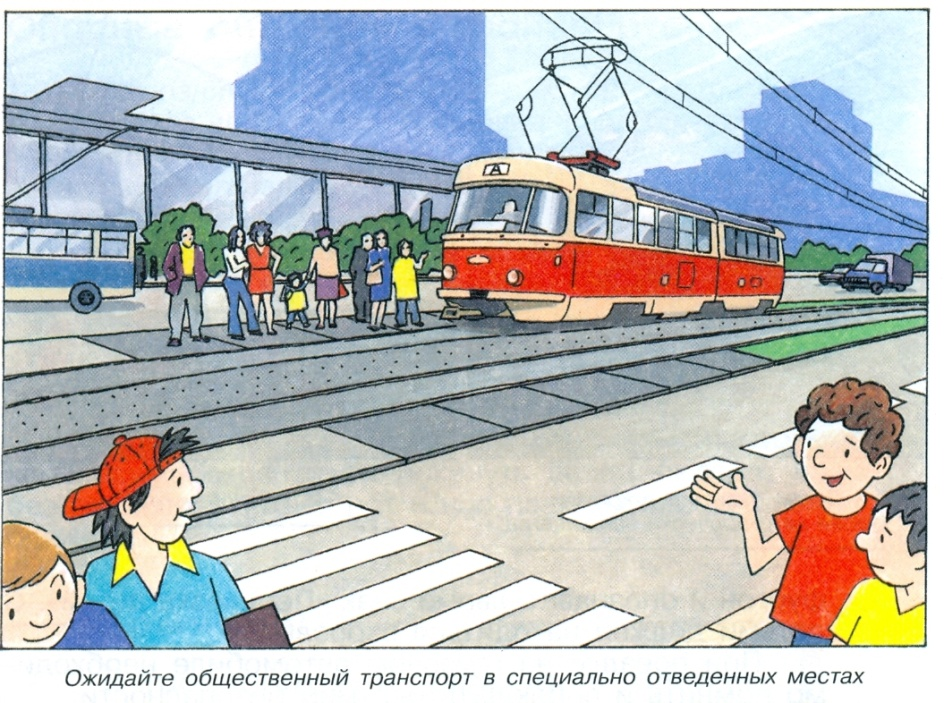 А
Ожидайте общественный транспорт в специально отведенных местах